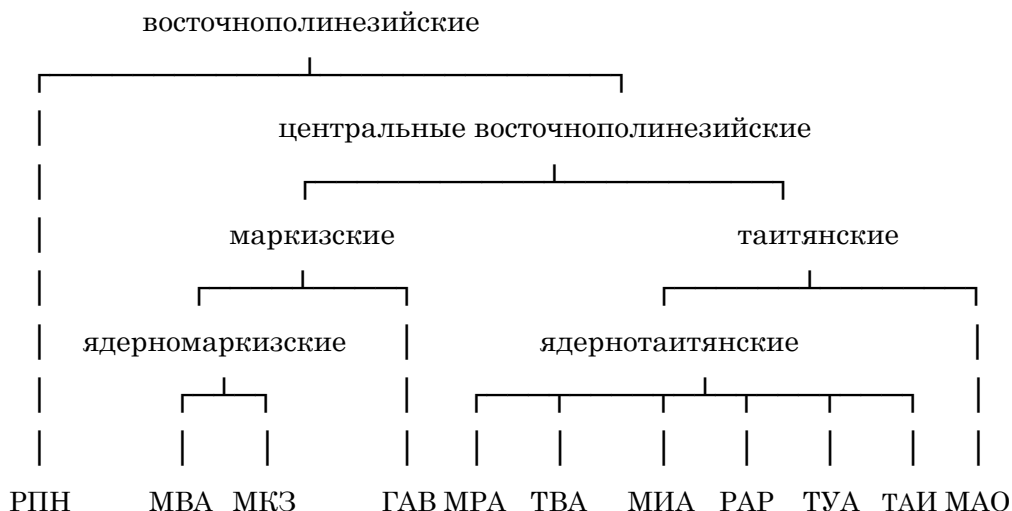 восточнополинезийские
центральные восточнополинезийские
маркизские таитянские
ядерномаркизские ядернотаитянские
РПН МВА МКЗ ГАВ МРА ТВА МИА РАР ТУА ТАИ МАО